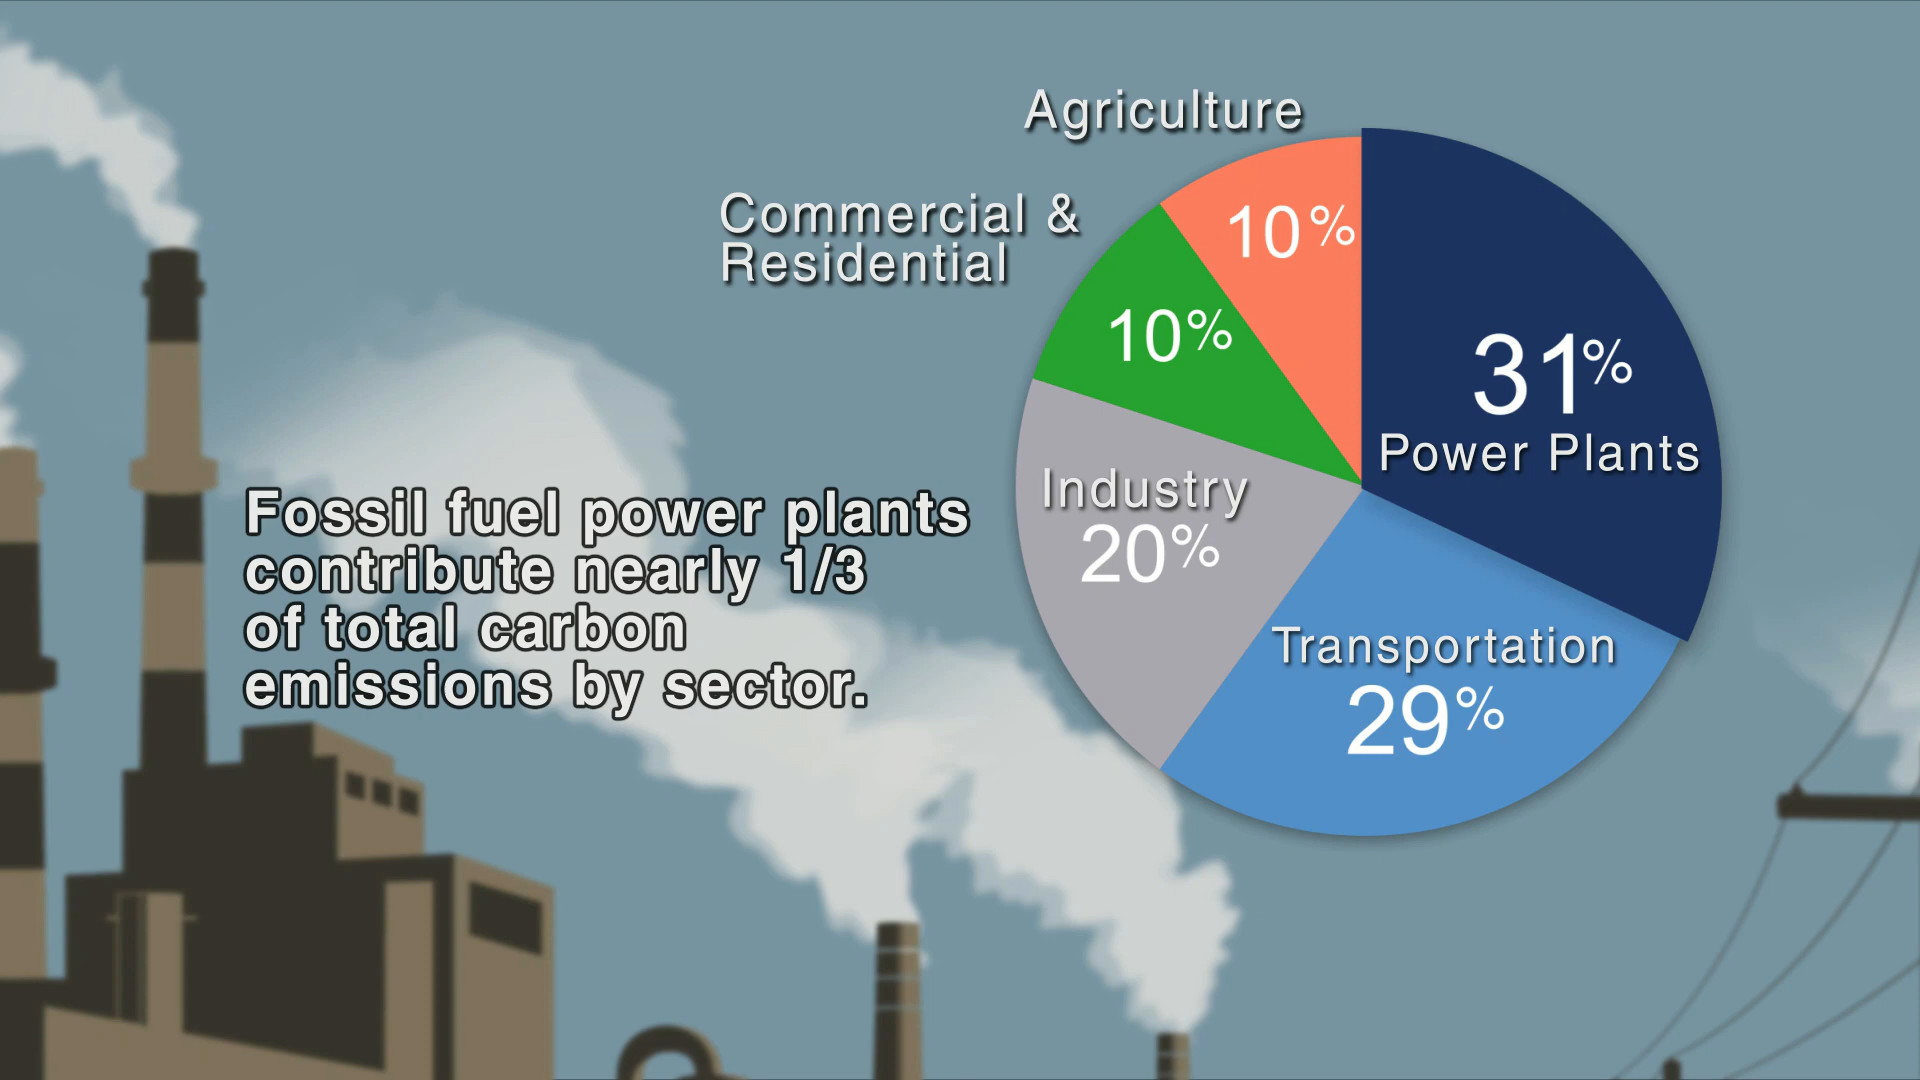 Agriculture
10%
Commercial &
Residential
10%
31%
Power Plants
Industry
20%
Fossil fuel power plants
contribute nearly 1/3
of total carbon
emissions by sector.
Transportation
29%